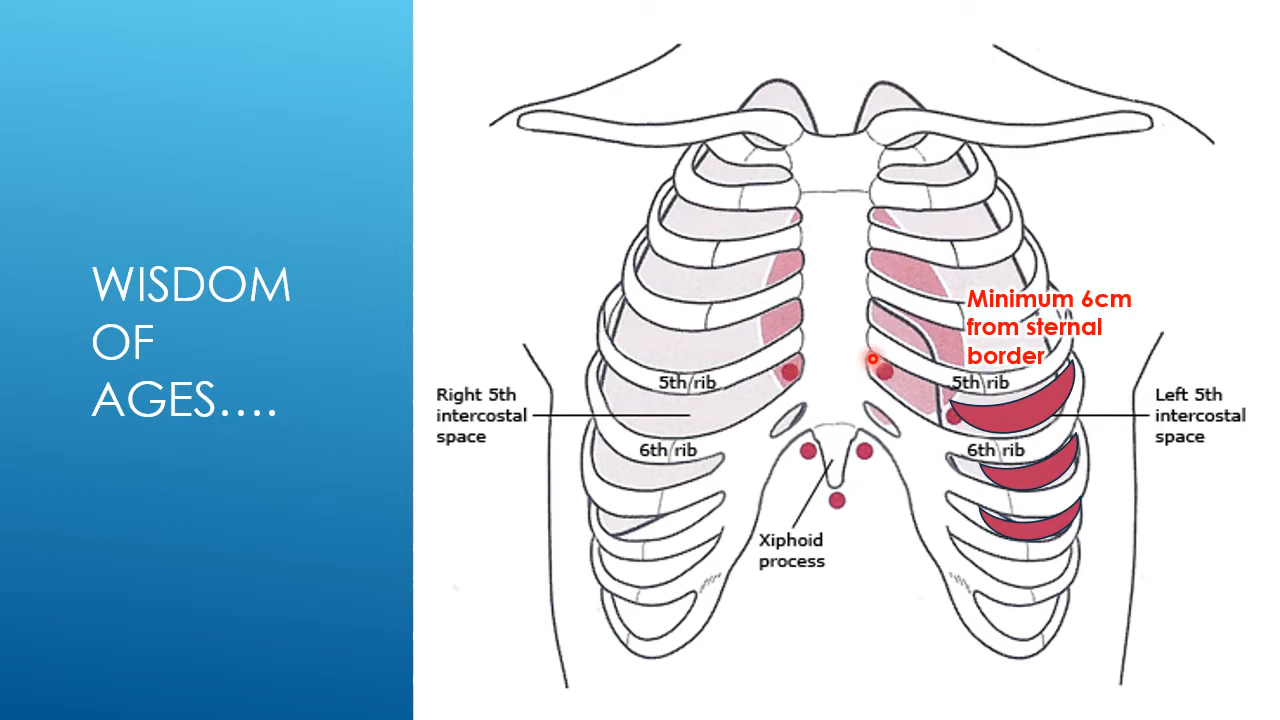 WISDOM
OF
AGES....
Minimum 6cm
from sternal
border
5th rib
5th rib
Right 5th
intercostal
space
Left 5th
intercostal
space
6th rib
6th rib
Xiphoid
process